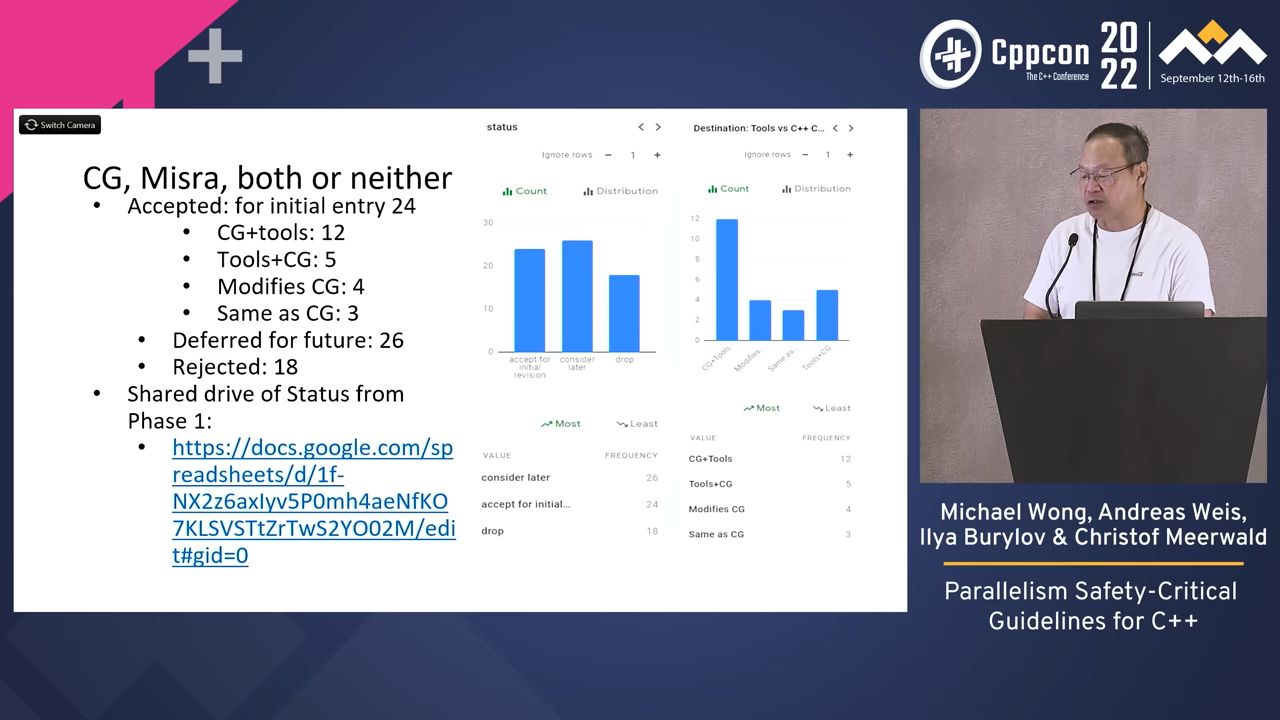 Cppcon
The C++ Conference
20
22
September 12th-16th
Switch Camera
CG, Misra, both or neither
• Accepted: for initial entry 24
• CG+tools: 12
• Tools+CG: 5
• Modifies CG: 4
• Same as CG: 3
• Deferred for future: 26
• Rejected: 18
• Shared drive of Status from
Phase 1:
• https://docs.google.com/sp
readsheets/d/1f-
NX2z6axIyv5P0mh4aeNfKO
7KLSVSTtZrTwS2YO02M/edi
t#gid=0
status
Ignore rows − 1 +
Count Distribution
30
20
10
0
accept for
initial
revision
consider
later
drop
Most Least
VALUE FREQUENCY
consider later 26
accept for initial... 24
drop 18
Destination: Tools vs C++ C...
Ignore rows − 1 +
Count Distribution
12
10
8
6
4
2
0
CG+Tools
Modifies
Same as
Tools+CG
Most Least
VALUE FREQUENCY
CG+Tools 12
Tools+CG 5
Modifies CG 4
Same as CG 3
Michael Wong, Andreas Weis,
Ilya Burylov & Christof Meerwald
Parallelism Safety-Critical
Guidelines for C++